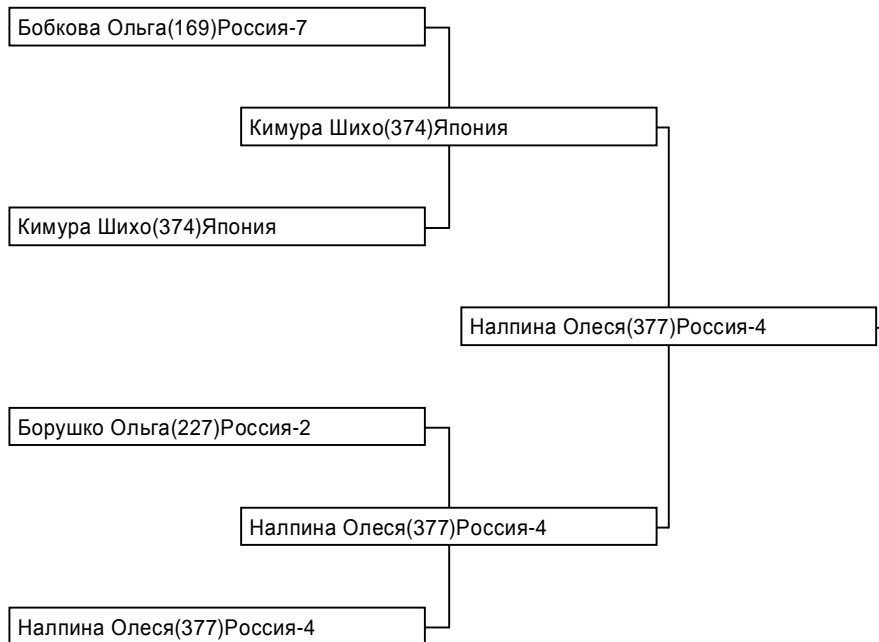 Бобкова Ольга(169)Россия-7
Кимура Шихо(374)Япония
Кимура Шихо(374)Япония
Налпина Олеся(377)Россия-4
Борушко Ольга(227)Россия-2
Налпина Олеся(377)Россия-4
Налпина Олеся(377)Россия-4